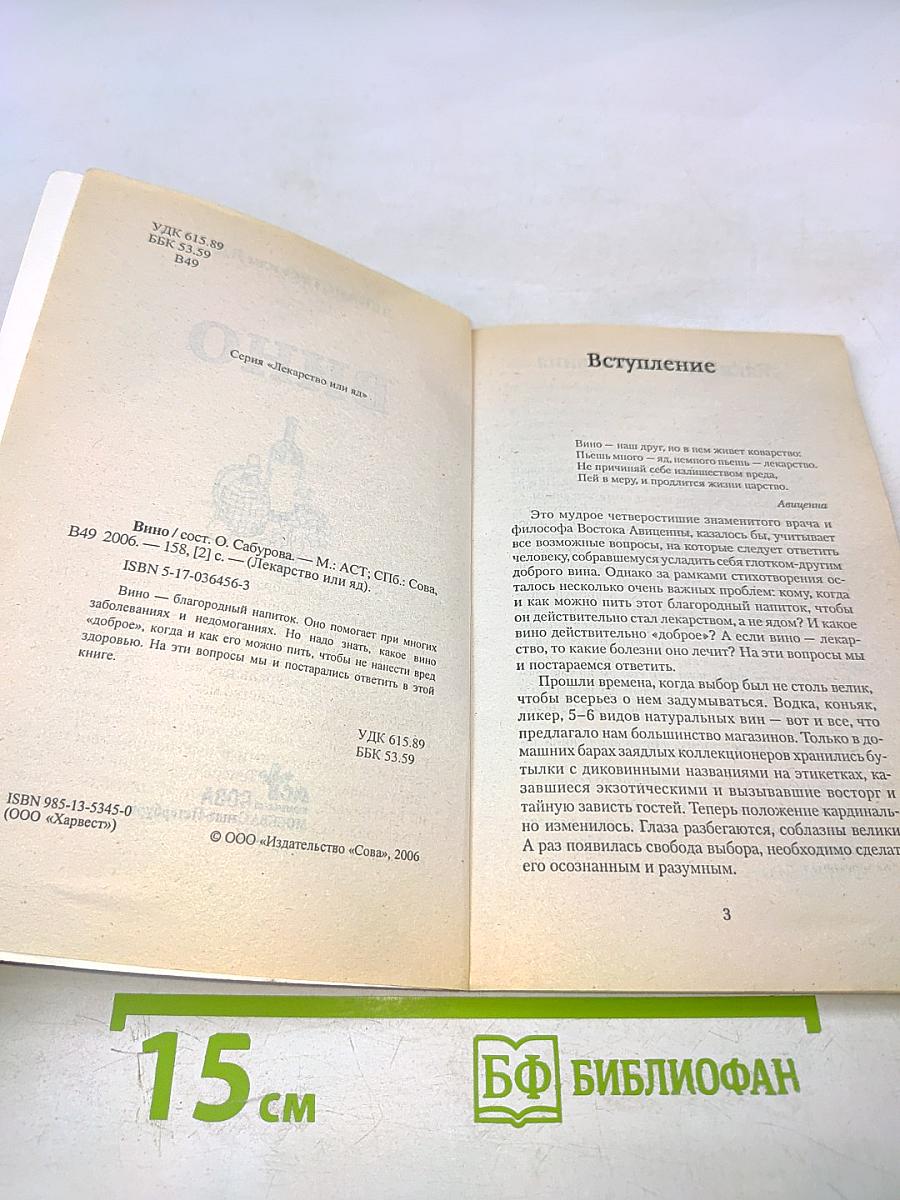 УДК 615.89
ББК 53.59
В49
Серия «Лекарство или яд»
Вино / сост. О. Сабурова. — М.: АСТ; СПб.: Сова,
В49 2006. — 158, [2] с. — (Лекарство или яд).
ISBN 5-17-036456-3
Вино — благородный напиток. Оно помогает при многих
заболеваниях и недомоганиях. Но надо знать, какое вино
«доброе», когда и как его можно пить, чтобы не нанести вред
здоровью. На эти вопросы мы и постарались ответить в этой
книге.
УДК 615.89
ББК 53.59
ISBN 985-13-5345-0
(ООО «Харвест»)
© ООО «Издательство «Сова», 2006
Вступление
Вино — наш друг, но в нем живет коварство:
Пьешь много — яд, немного пьешь — лекарство.
Не причиняй себе излишеством вреда,
Пей в меру, и продлится жизни царство.
Авиценна
Это мудрое четверостишие знаменитого врача и
философа Востока Авиценны, казалось бы, учитывает
все возможные вопросы, на которые следует ответить
человеку, собравшемуся усладить себя глотком-другим
доброго вина. Однако за рамками стихотворения ос-
талось несколько очень важных проблем: кому, когда
и как можно пить этот благородный напиток, чтобы
он действительно стал лекарством, а не ядом? И какое
вино действительно «доброе»? А если вино — лекар-
ство, то какие болезни оно лечит? На эти вопросы мы
и постараемся ответить.
Прошли времена, когда выбор был не столь велик,
чтобы всерьез о нем задумываться. Водка, коньяк,
ликер, 5–6 видов натуральных вин — вот и все, что
предлагало нам большинство магазинов. Только в до-
машних барах заядлых коллекционеров хранились бу-
тылки с диковинными названиями на этикетках, ка-
завшиеся экзотическими и вызывавшие восторг и
тайную зависть гостей. Теперь положение кардиналь-
но изменилось. Глаза разбегаются, соблазны велики
А раз появилась свобода выбора, необходимо сделат
его осознанным и разумным.
3
15 см
БФ БИБЛИОФАН